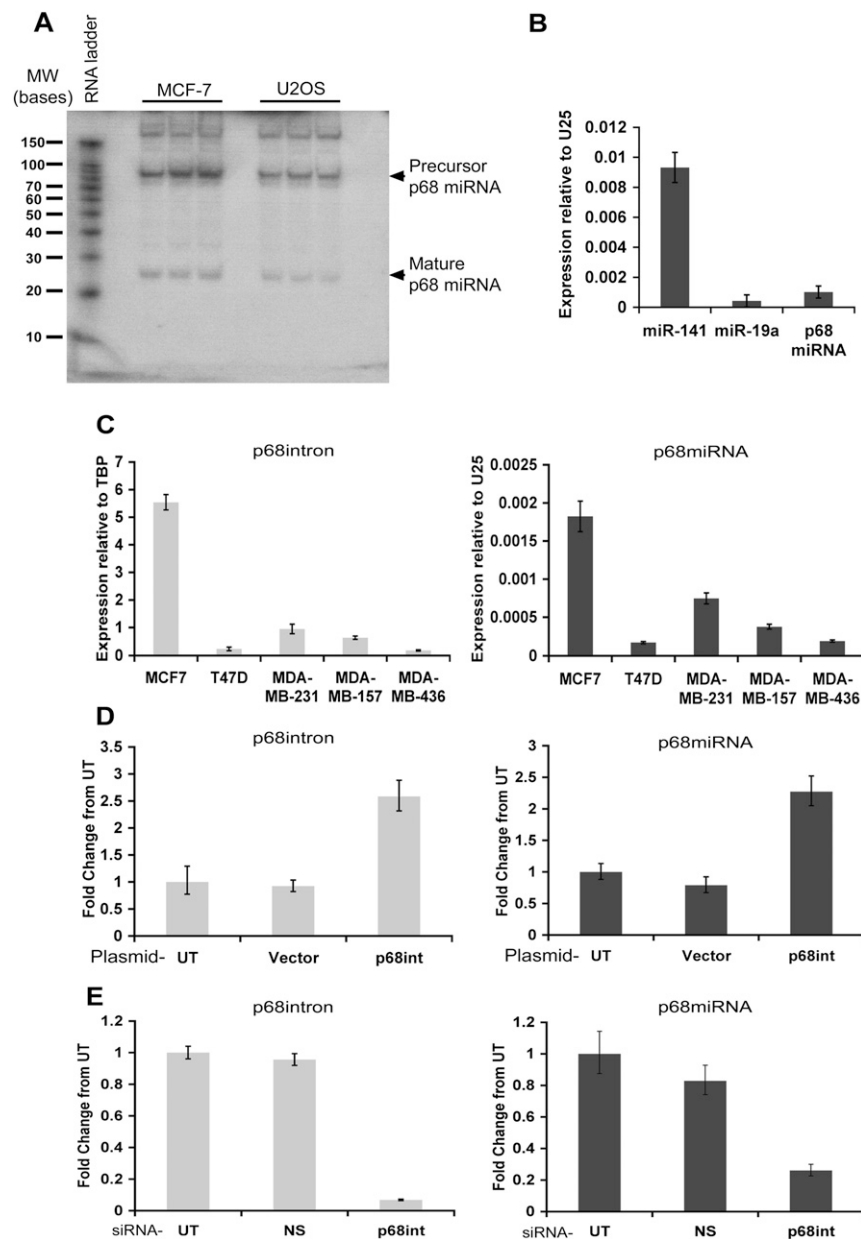 A
MW
(bases)
RNA ladder
MCF-7
U2OS
150
100
70
60
50
40
30
20
10
Precursor
p68 miRNA
Mature
p68 miRNA
B
Expression relative to U25
0.012
0.01
0.008
0.006
0.004
0.002
0
miR-141
miR-19a
p68
miRNA
C
p68intron
Expression relative to TBP
7
6
5
4
3
2
1
0
MCF7
T47D
MDA-
MB-231
MDA-
MB-157
MDA-
MB-436
p68miRNA
Expression relative to U25
0.0025
0.002
0.0015
0.001
0.0005
0
MCF7
T47D
MDA-
MB-231
MDA-
MB-157
MDA-
MB-436
D
p68intron
Fold Change from UT
3.5
3
2.5
2
1.5
1
0.5
0
Plasmid-
UT
Vector
p68int
p68miRNA
Fold Change from UT
3
2.5
2
1.5
1
0.5
0
Plasmid-
UT
Vector
p68int
E
p68intron
Fold Change from UT
1.2
1
0.8
0.6
0.4
0.2
0
siRNA-
UT
NS
p68int
p68miRNA
Fold Change from UT
1.2
1
0.8
0.6
0.4
0.2
0
siRNA-
UT
NS
p68int